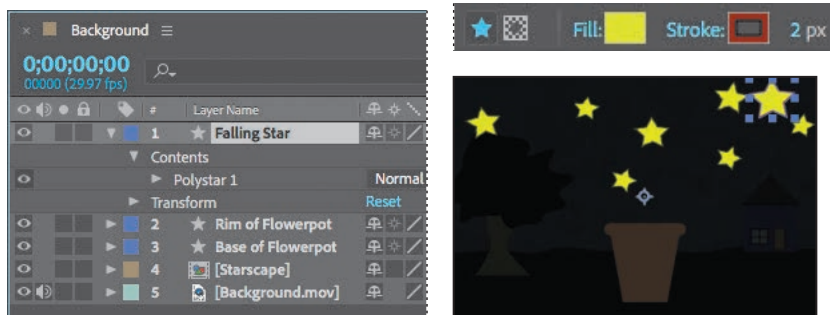 × Background
0;00;00;00
00000 (29.97 fps)
# Layer Name
1 Falling Star
Contents
Polystar 1 Normal
Transform Reset
2 Rim of Flowerpot
3 Base of Flowerpot
4 [Starscape]
5 [Background.mov]
Fill: Stroke: 2 px